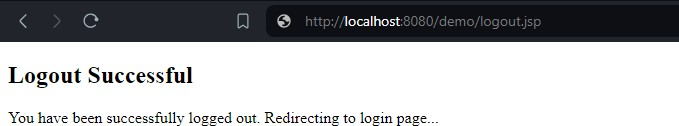 http://localhost:8080/demo/logout.jsp
Logout Successful
You have been successfully logged out. Redirecting to login page...